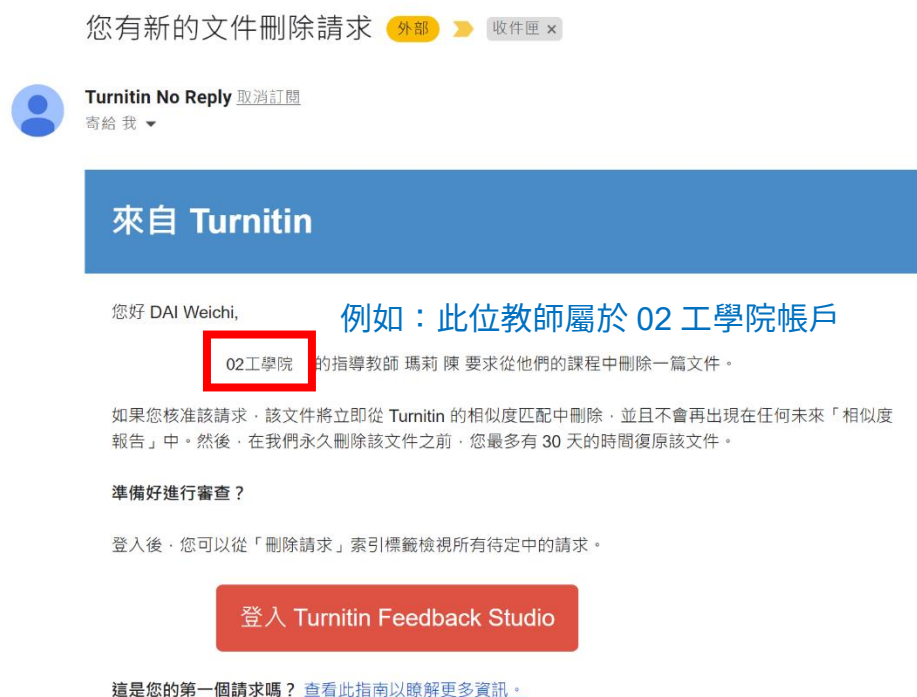 您有新的文件刪除請求 外部 收件匣 ×
Turnitin No Reply 取消訂閱
寄給 我
來自 Turnitin
您好 DAI Weichi,
例如：此位教師屬於 02 工學院帳戶
02工學院 的指導教師 瑪莉 陳 要求從他們的課程中刪除一篇文件。
如果您核准該請求，該文件將立即從 Turnitin 的相似度匹配中刪除，並且不會再出現在任何未來「相似度
報告」中。然後，在我們永久刪除該文件之前，您最多有 30 天的時間復原該文件。
準備好進行審查？
登入後，您可以從「刪除請求」索引標籤檢視所有待定中的請求。
登入 Turnitin Feedback Studio
這是您的第一個請求嗎？ 查看此指南以瞭解更多資訊。